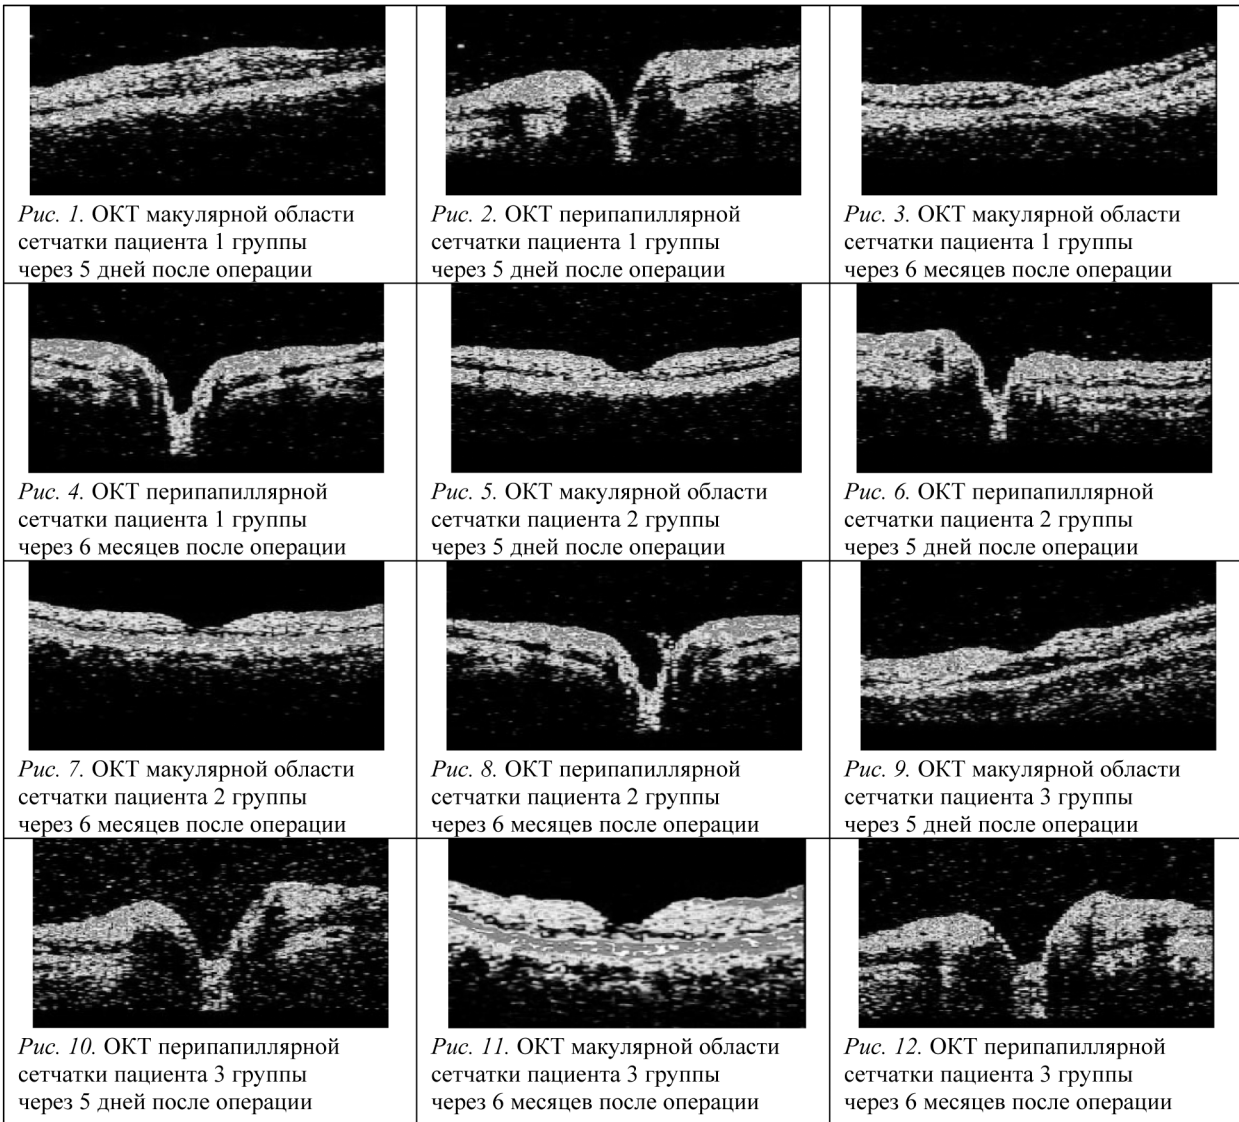 Рис. 1. ОКТ макулярной области
сетчатки пациента 1 группы
через 5 дней после операции
Рис. 2. ОКТ перипапиллярной
сетчатки пациента 1 группы
через 5 дней после операции
Рис. 3. ОКТ макулярной области
сетчатки пациента 1 группы
через 6 месяцев после операции
Рис. 4. ОКТ перипапиллярной
сетчатки пациента 1 группы
через 6 месяцев после операции
Рис. 5. ОКТ макулярной области
сетчатки пациента 2 группы
через 5 дней после операции
Рис. 6. ОКТ перипапиллярной
сетчатки пациента 2 группы
через 5 дней после операции
Рис. 7. ОКТ макулярной области
сетчатки пациента 2 группы
через 6 месяцев после операции
Рис. 8. ОКТ перипапиллярной
сетчатки пациента 2 группы
через 6 месяцев после операции
Рис. 9. ОКТ макулярной области
сетчатки пациента 3 группы
через 5 дней после операции
Рис. 10. ОКТ перипапиллярной
сетчатки пациента 3 группы
через 5 дней после операции
Рис. 11. ОКТ макулярной области
сетчатки пациента 3 группы
через 6 месяцев после операции
Рис. 12. ОКТ перипапиллярной
сетчатки пациента 3 группы
через 6 месяцев после операции